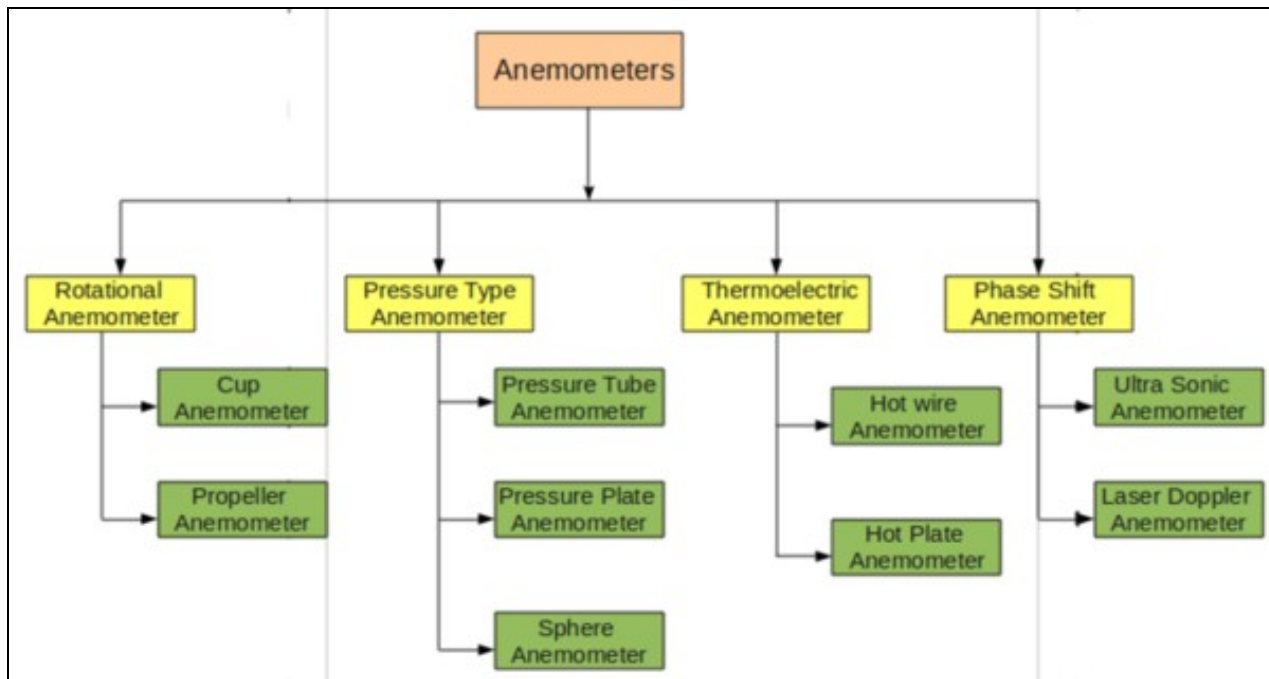 Anemometers
Rotational
Anemometer
Pressure Type
Anemometer
Thermoelectric
Anemometer
Phase Shift
Anemometer
Cup
Anemometer
Propeller
Anemometer
Pressure Tube
Anemometer
Pressure Plate
Anemometer
Sphere
Anemometer
Hot wire
Anemometer
Hot Plate
Anemometer
Ultra Sonic
Anemometer
Laser Doppler
Anemometer